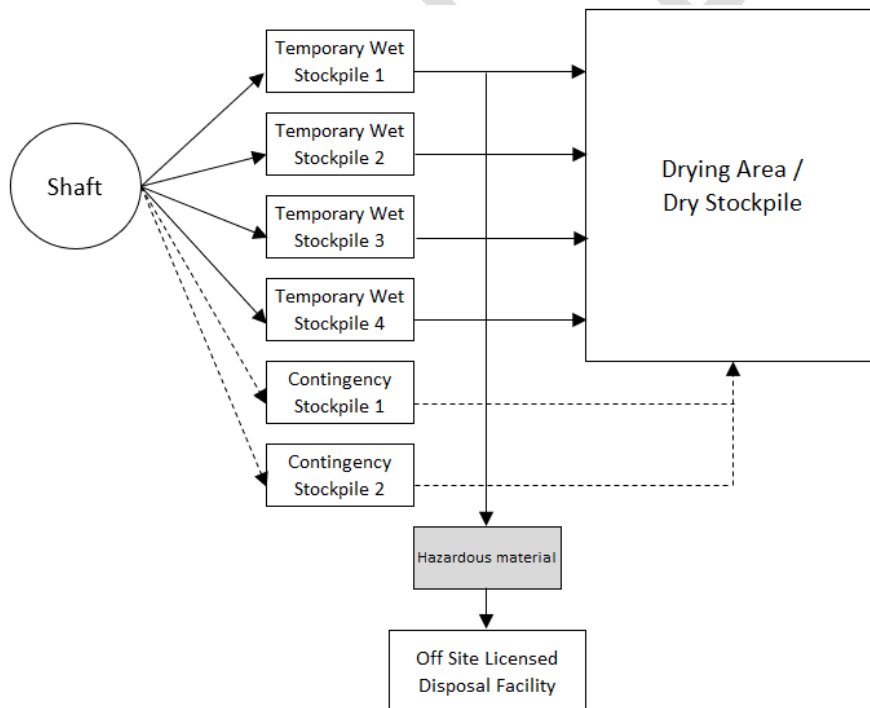 Temporary Wet
Stockpile 1
Temporary Wet
Stockpile 2
Shaft
Drying Area /
Dry Stockpile
Temporary Wet
Stockpile 3
Temporary Wet
Stockpile 4
Contingency
Stockpile 1
Contingency
Stockpile 2
Hazardous material
Off Site Licensed
Disposal Facility